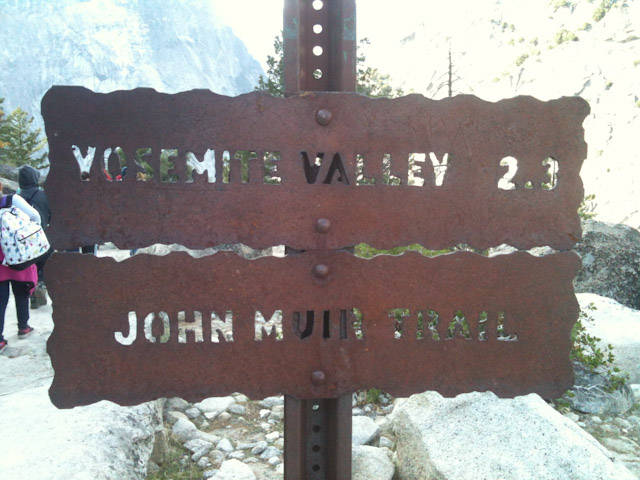 YOSEMITE VALLEY 2.3
JOHN MUIR TRAIL